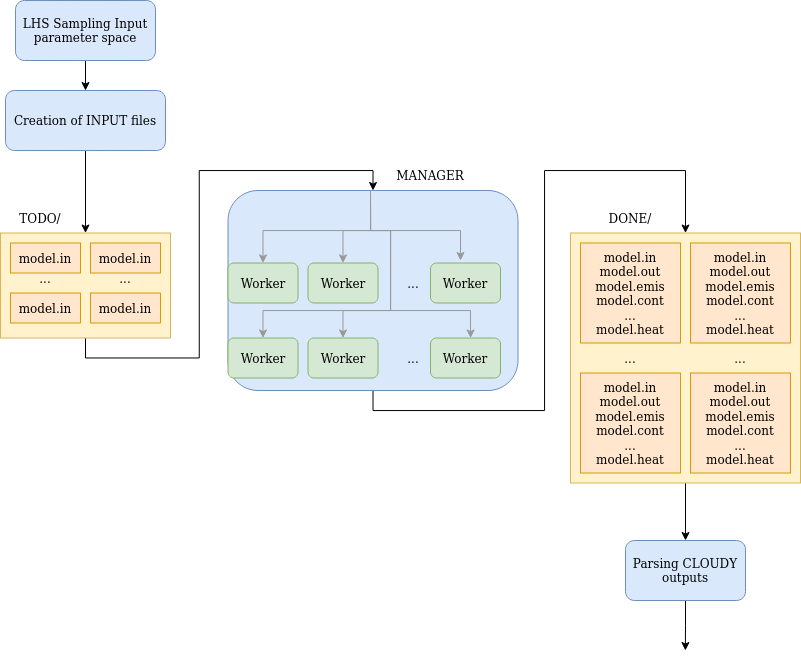 LHS Sampling Input
parameter space
Creation of INPUT files
TODO/
model.in
model.in
...
...
model.in
model.in
MANAGER
Worker
Worker
...
Worker
Worker
Worker
...
Worker
DONE/
model.in
model.out
model.emis
model.cont
...
model.heat
model.in
model.out
model.emis
model.cont
...
model.heat
...
...
model.in
model.out
model.emis
model.cont
...
model.heat
model.in
model.out
model.emis
model.cont
...
model.heat
Parsing CLOUDY
outputs